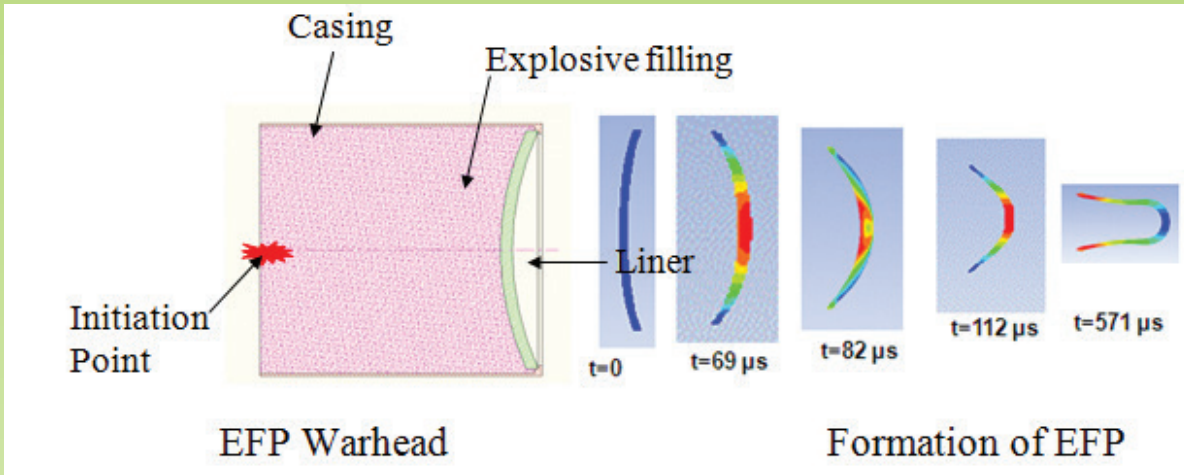 Casing
Explosive filling
Liner
Initiation
Point
t=0
t=69 µs
t=82 µs
t=112 µs
t=571 µs
EFP Warhead
Formation of EFP